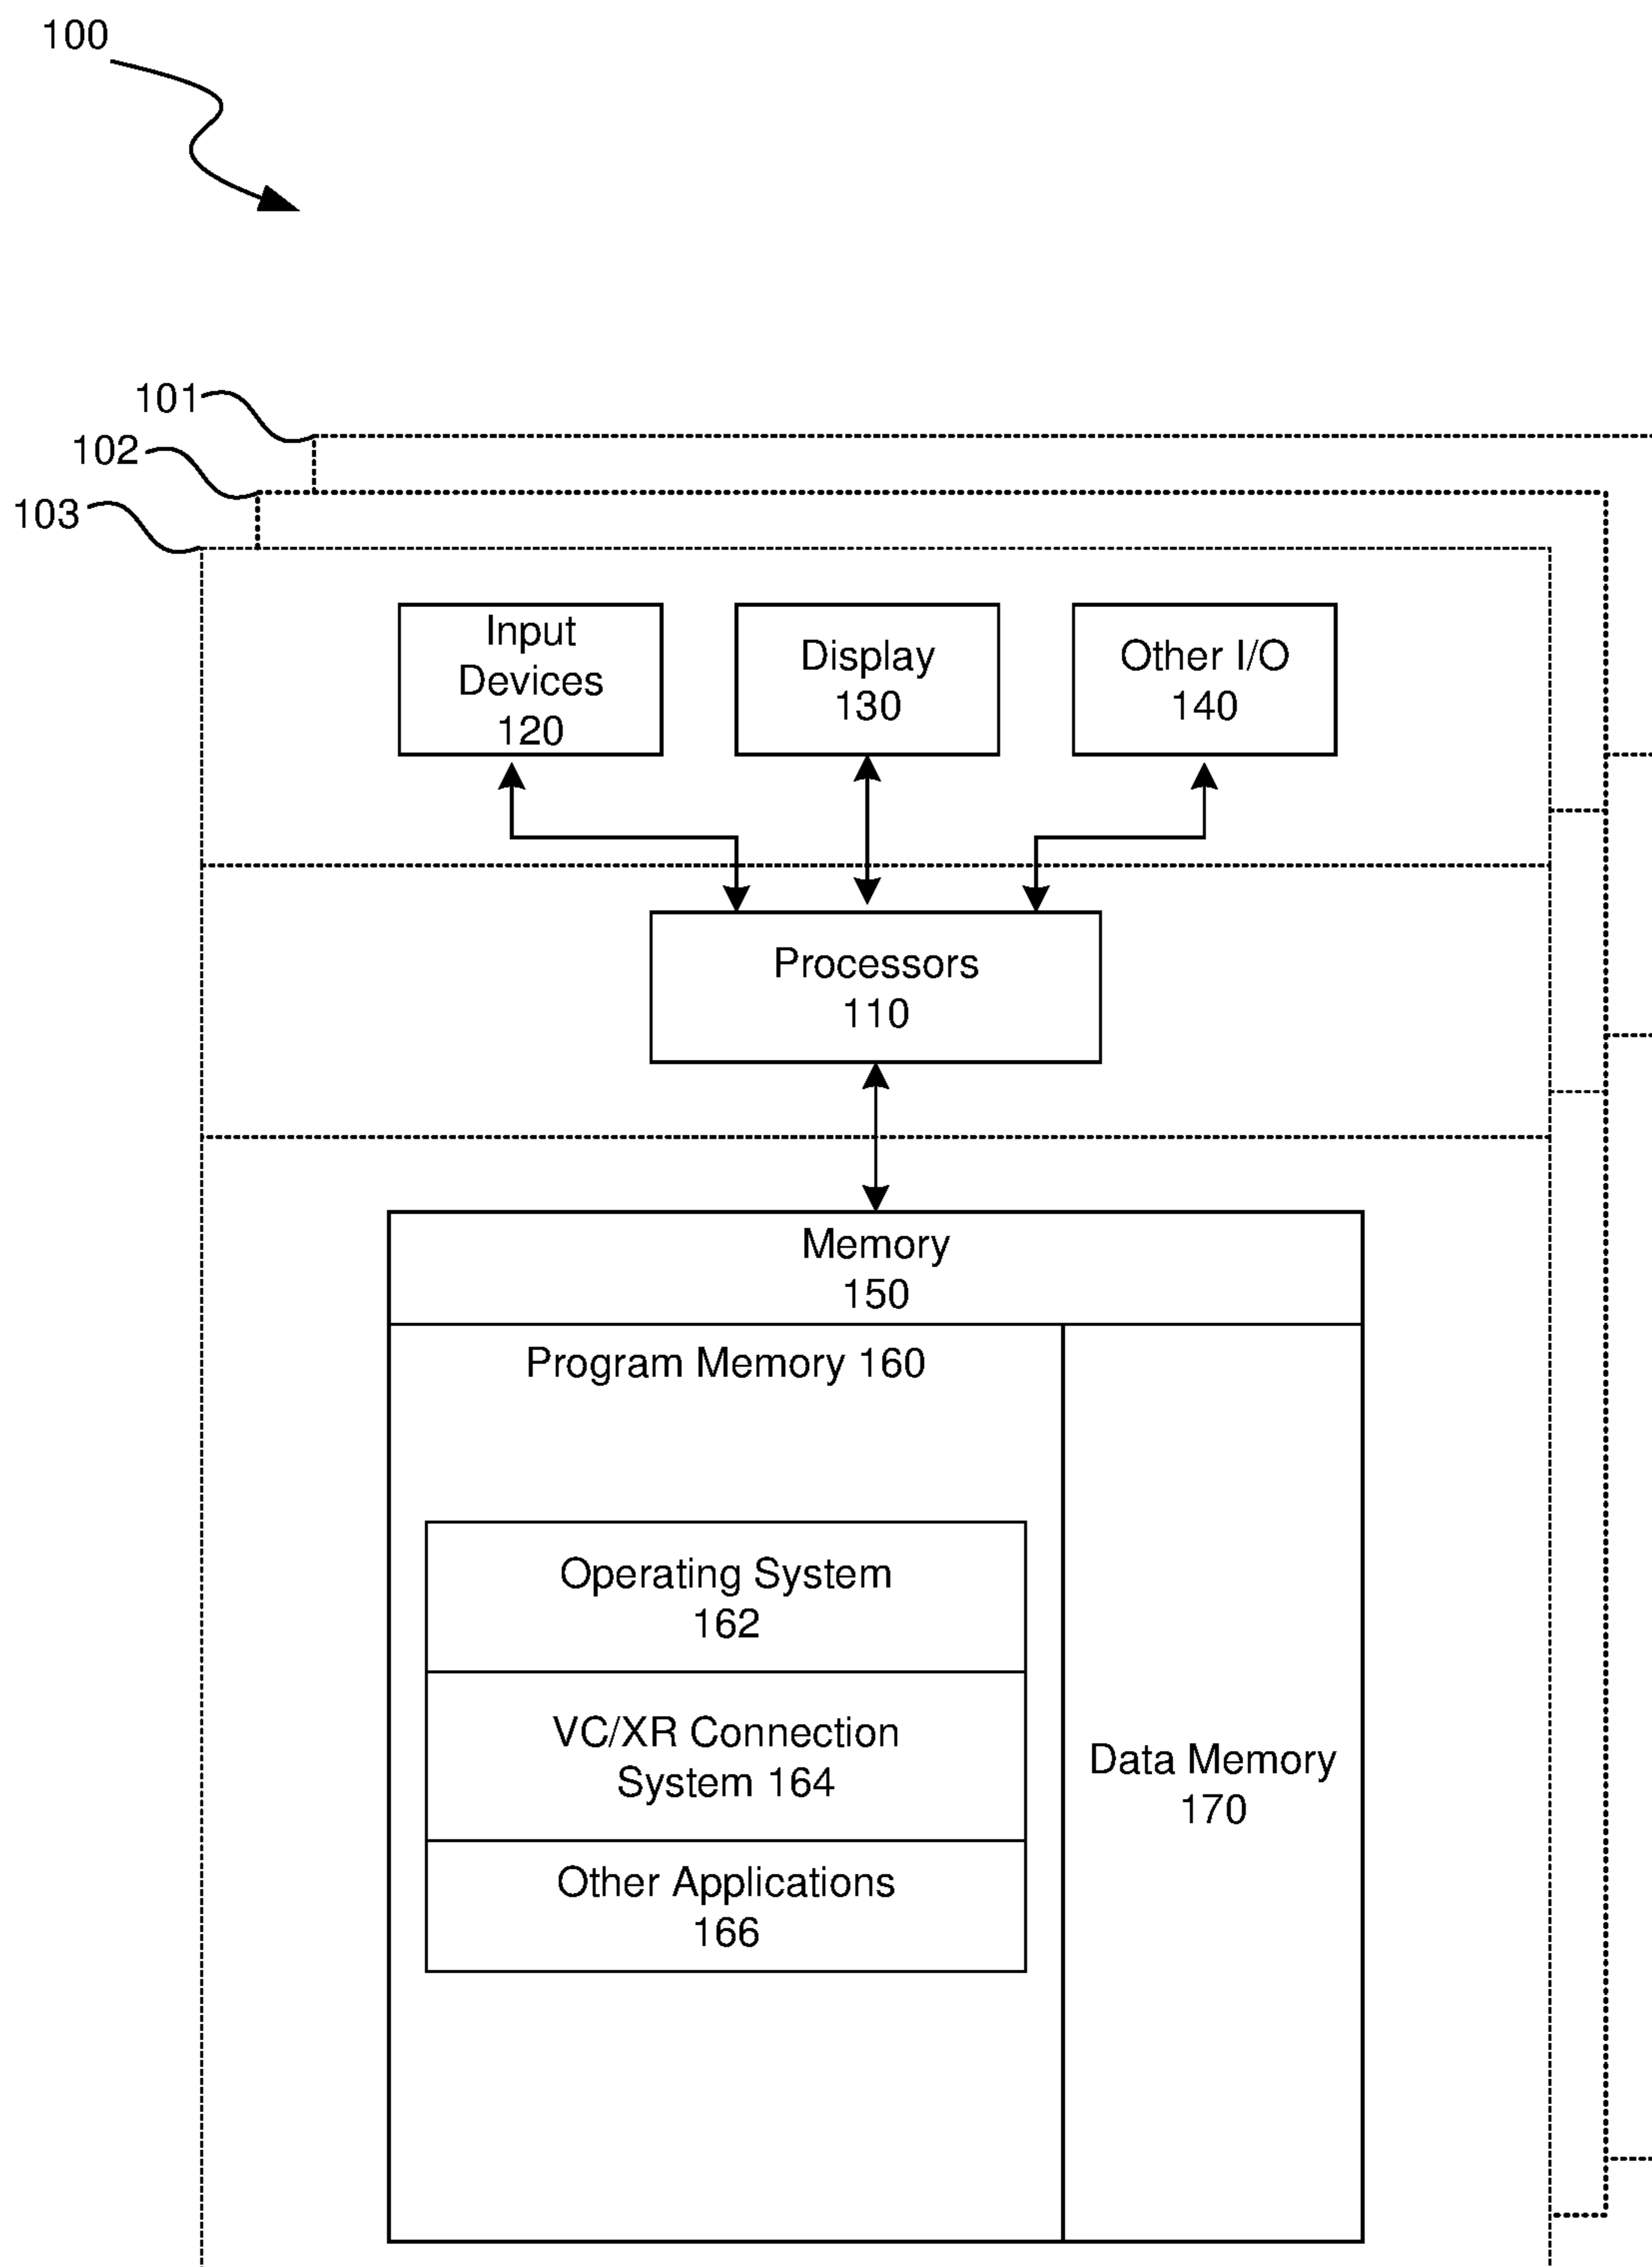 100
101
102
103
Input
Devices
120
Display
130
Other I/O
140
Processors
110
Memory
150
Program Memory 160
Operating System
162
VC/XR Connection
System 164
Other Applications
166
Data Memory
170